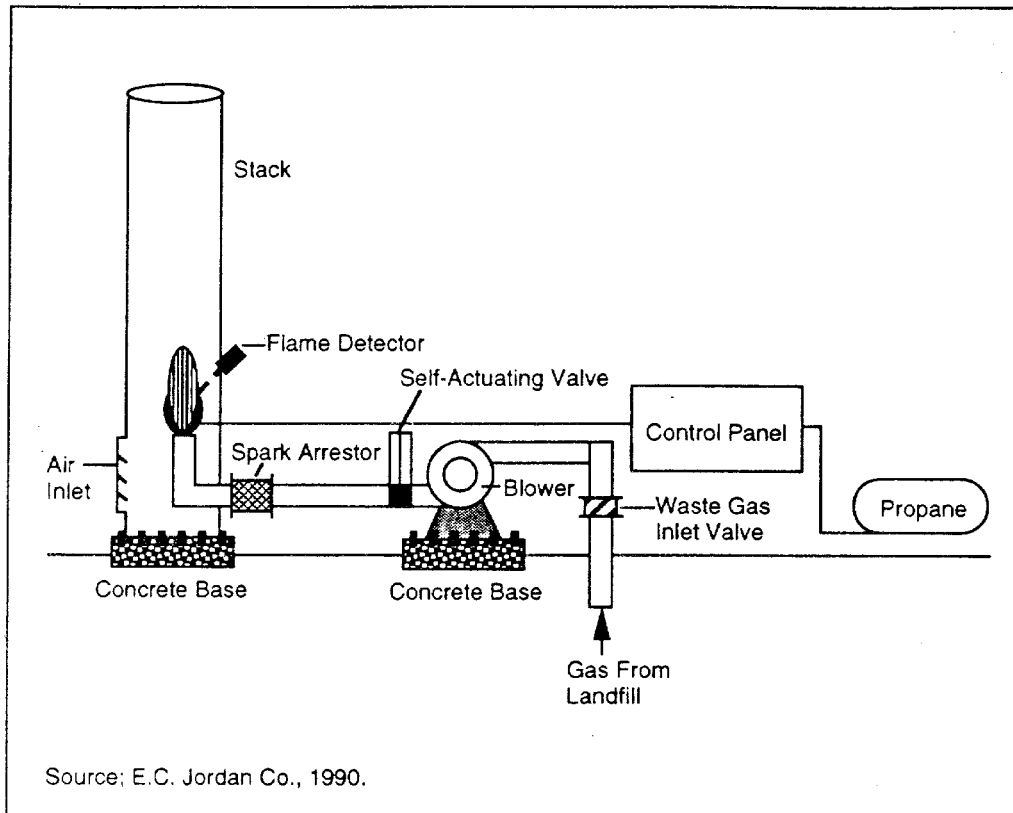 Stack
Flame Detector
Self-Actuating Valve
Control Panel
Spark Arrestor
Air
Inlet
Blower
Waste Gas
Inlet Valve
Propane
Concrete Base
Concrete Base
Gas From
Landfill
Source; E.C. Jordan Co., 1990.